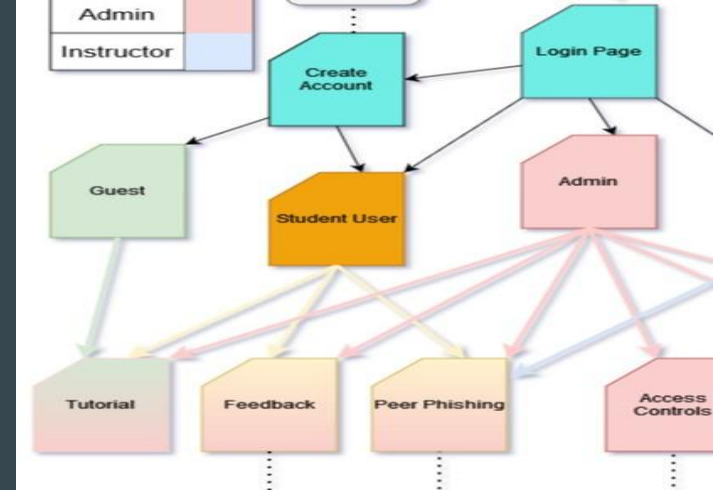 Admin
Instructor
Create
Account
Login Page
Guest
Student User
Admin
Tutorial
Feedback
Peer Phishing
Access
Controls